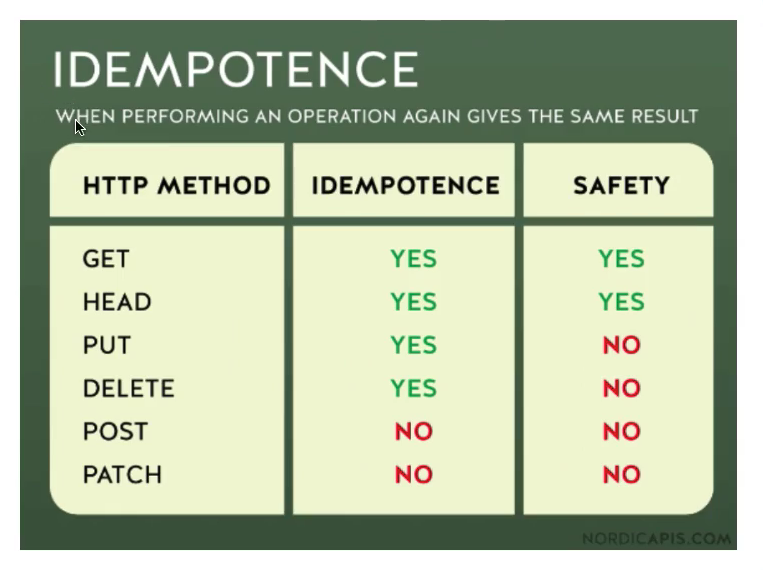 IDEMPOTENCE
WHEN PERFORMING AN OPERATION AGAIN GIVES THE SAME RESULT
HTTP METHOD IDEMPOTENCE SAFETY
GET YES YES
HEAD YES YES
PUT YES NO
DELETE YES NO
POST NO NO
PATCH NO NO
NORDICAPIS.COM